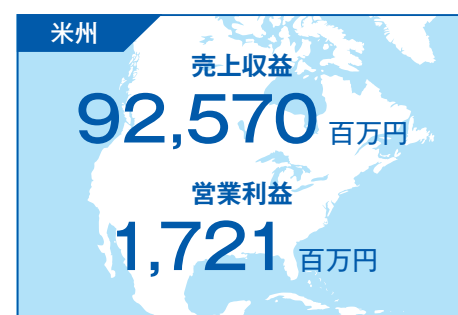 米州
売上収益
92,570 百万円
営業利益
1,721 百万円